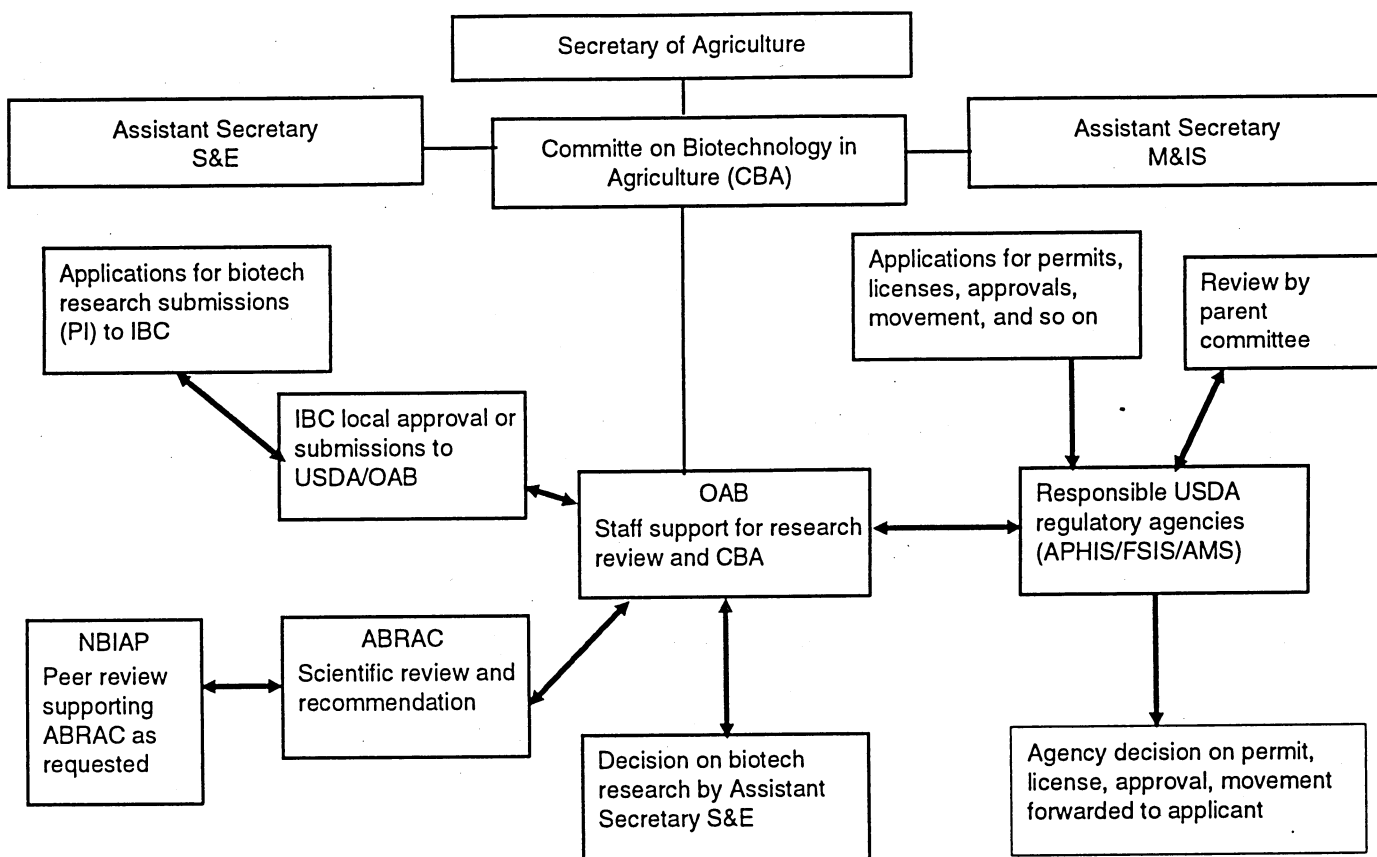 Secretary of Agriculture
Assistant Secretary
S&E
Committe on Biotechnology in
Agriculture (CBA)
Assistant Secretary
M&IS
Applications for biotech
research submissions
(PI) to IBC
Applications for permits,
licenses, approvals,
movement, and so on
Review by
parent
committee
IBC local approval or
submissions to
USDA/OAB
OAB
Staff support for research
review and CBA
Responsible USDA
regulatory agencies
(APHIS/FSIS/AMS)
NBIAP
Peer review
supporting
ABRAC as
requested
ABRAC
Scientific review and
recommendation
Decision on biotech
research by Assistant
Secretary S&E
Agency decision on permit,
license, approval, movement
forwarded to applicant